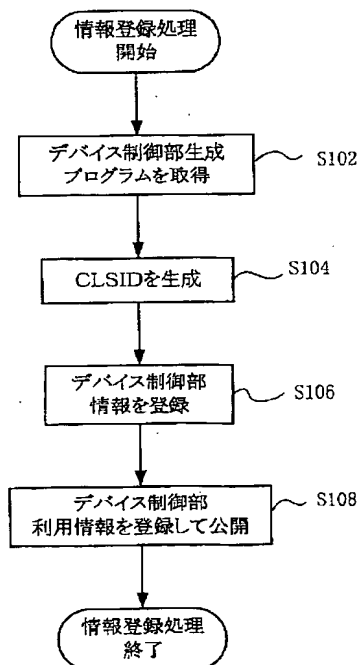 情報登録処理
開始
デバイス制御部生成
プログラムを取得
S102
CLSIDを生成
S104
デバイス制御部
情報を登録
S106
デバイス制御部
利用情報を登録して公開
S108
情報登録処理
終了